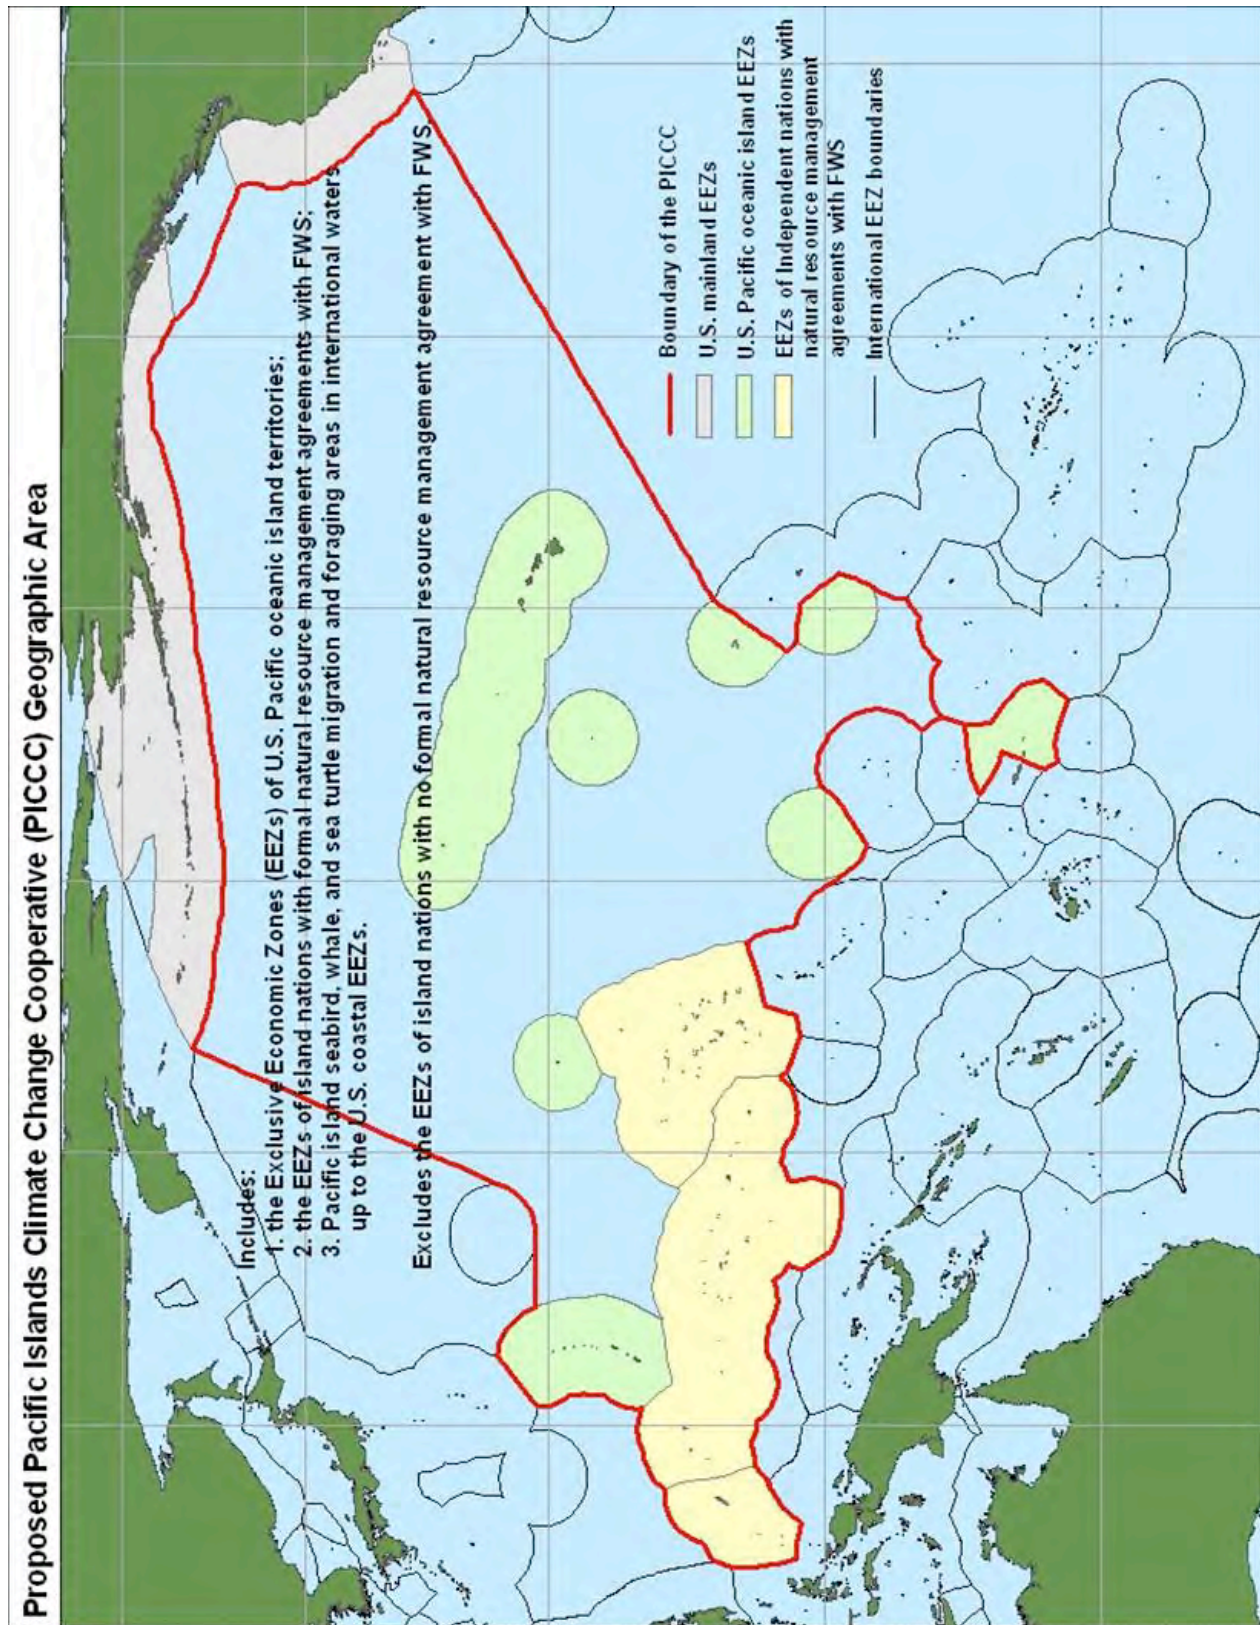 Proposed Pacific Islands Climate Change Cooperative (PICCC) Geographic Area
Includes:
1. the Exclusive Economic Zones (EEZs) of U.S. Pacific oceanic island territories;
2. the EEZs of island nations with formal natural resource management agreements with FWS;
3. Pacific island seabird, whale, and sea turtle migration and foraging areas in international waters
up to the U.S. coastal EEZs.
Excludes the EEZs of island nations with no formal natural resource management agreement with FWS.
Boundary of the PICCC
U.S. mainland EEZs
U.S. Pacific oceanic island EEZs
EEZs of Independent nations with
natural resource management
agreements with FWS
International EEZ boundaries